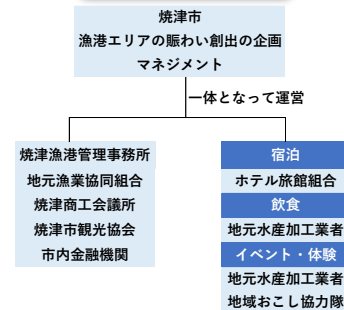 焼津市
漁港エリアの賑わい創出の企画
マネジメント
一体となって運営
焼津漁港管理事務所
地元漁業協同組合
焼津商工会議所
焼津市観光協会
市内金融機関
宿泊
ホテル旅館組合
飲食
地元水産加工業者
イベント・体験
地元水産加工業者
地域おこし協力隊